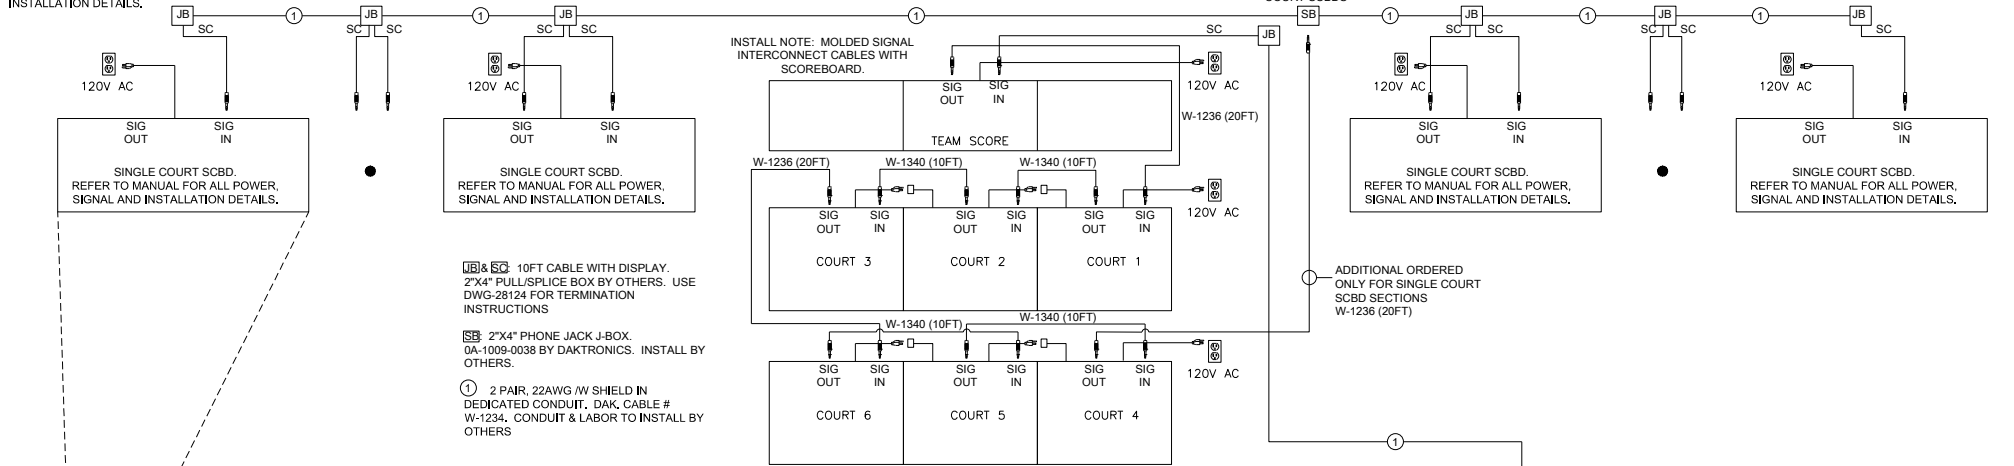 INSTALLATION DETAILS.
JB
1
JB
1
JB
1
SB
1
JB
1
JB
1
JB
SC
SC
SC
SC
SC
SC
JB
SC
SC
SC
SC
SC
INSTALL NOTE: MOLDED SIGNAL
INTERCONNECT CABLES WITH
SCOREBOARD.
120V AC
120V AC
120V AC
120V AC
120V AC
SIG
OUT
SIG
IN
TEAM SCORE
W-1236 (20FT)
SIG
OUT
SIG
IN
SINGLE COURT SCBD.
REFER TO MANUAL FOR ALL POWER,
SIGNAL AND INSTALLATION DETAILS.
SIG
OUT
SIG
IN
SINGLE COURT SCBD.
REFER TO MANUAL FOR ALL POWER,
SIGNAL AND INSTALLATION DETAILS.
SIG
OUT
SIG
IN
SINGLE COURT SCBD.
REFER TO MANUAL FOR ALL POWER,
SIGNAL AND INSTALLATION DETAILS.
SIG
OUT
SIG
IN
SINGLE COURT SCBD.
REFER TO MANUAL FOR ALL POWER,
SIGNAL AND INSTALLATION DETAILS.
W-1236 (20FT)
W-1340 (10FT)
W-1340 (10FT)
120V AC
SIG
OUT
SIG
IN
SIG
OUT
SIG
IN
SIG
OUT
SIG
IN
COURT 3
COURT 2
COURT 1
JB & SC: 10FT CABLE WITH DISPLAY.
2"X4" PULL/SPLICE BOX BY OTHERS. USE
DWG-28124 FOR TERMINATION
INSTRUCTIONS
SB: 2"X4" PHONE JACK J-BOX.
0A-1009-0038 BY DAKTRONICS. INSTALL BY
OTHERS.
1 2 PAIR, 22AWG /W SHIELD IN
DEDICATED CONDUIT. DAK. CABLE #
W-1234. CONDUIT & LABOR TO INSTALL BY
OTHERS
ADDITIONAL ORDERED
ONLY FOR SINGLE COURT
SCBD SECTIONS
W-1236 (20FT)
W-1340 (10FT)
W-1340 (10FT)
120V AC
SIG
OUT
SIG
IN
SIG
OUT
SIG
IN
SIG
OUT
SIG
IN
COURT 6
COURT 5
COURT 4
1